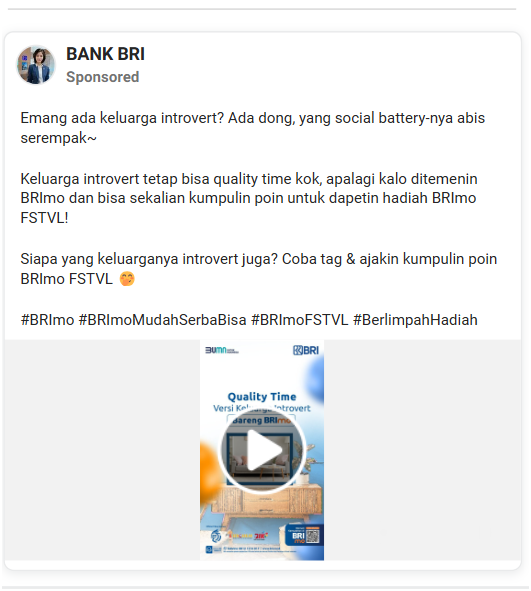 BANK BRI
Sponsored
Emang ada keluarga introvert? Ada dong, yang social battery-nya abis
serempak~
Keluarga introvert tetap bisa quality time kok, apalagi kalo ditemenin
BRImo dan bisa sekalian kumpulin poin untuk dapetin hadiah BRImo
FSTVL!
Siapa yang keluarganya introvert juga? Coba tag & ajakin kumpulin poin
BRImo FSTVL 🤭
#BRImo #BRImoMudahSerbaBisa #BRImoFSTVL #BerlimpahHadiah
BUMN
BRI
Quality Time
Versi Keluarga Introvert
Bareng BRImo
BRI
mo